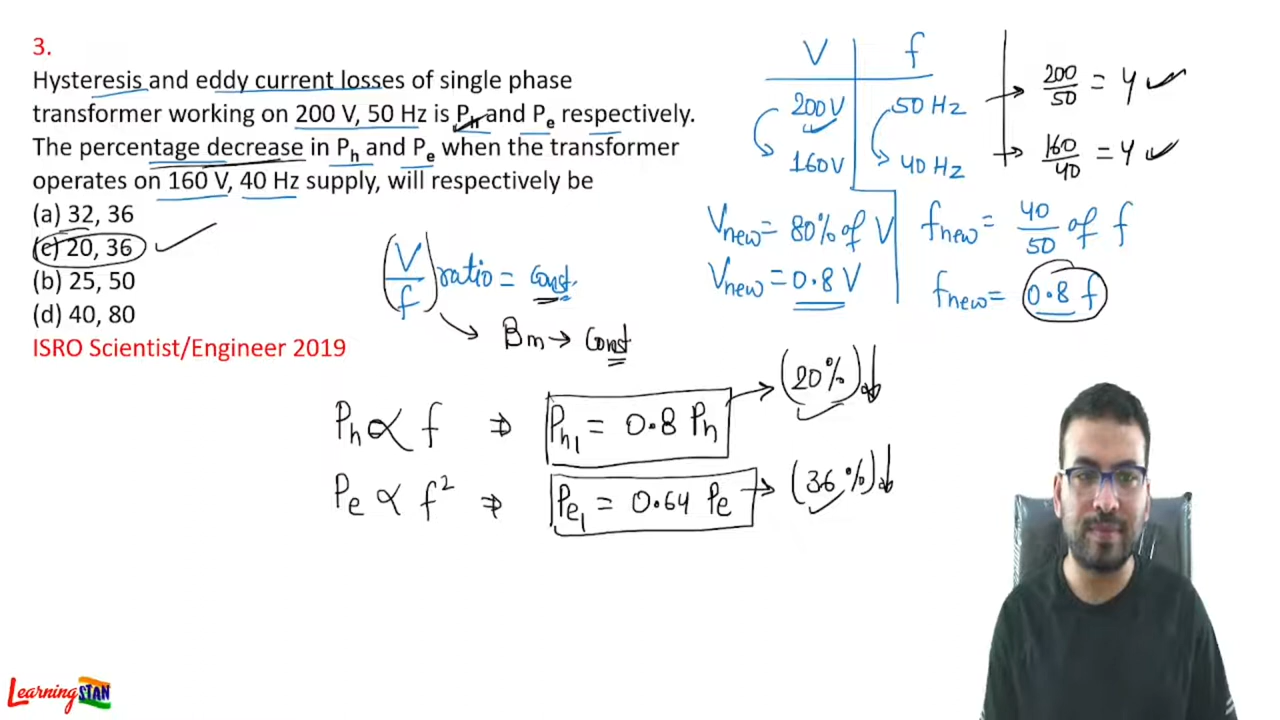 3.
Hysteresis and eddy current losses of single phase
transformer working on 200 V, 50 Hz is Ph and Pe respectively.
The percentage decrease in Ph and Pe when the transformer
operates on 160 V, 40 Hz supply, will respectively be
(a) 32, 36
(c) 20, 36
(b) 25, 50
(d) 40, 80
ISRO Scientist/Engineer 2019
V f
200V 50 Hz
160V 40 Hz
200/50 = 4
160/40 = 4
Vnew = 80% of V
Vnew = 0.8 V
fnew = 40/50 of f
fnew = 0.8 f
(V/f) ratio = const.
Bm → Const
Ph ∝ f ⇒ Ph1 = 0.8 Ph → (20%)↓
Pe ∝ f² ⇒ Pe1 = 0.64 Pe → (36%)↓
LearningSTAN